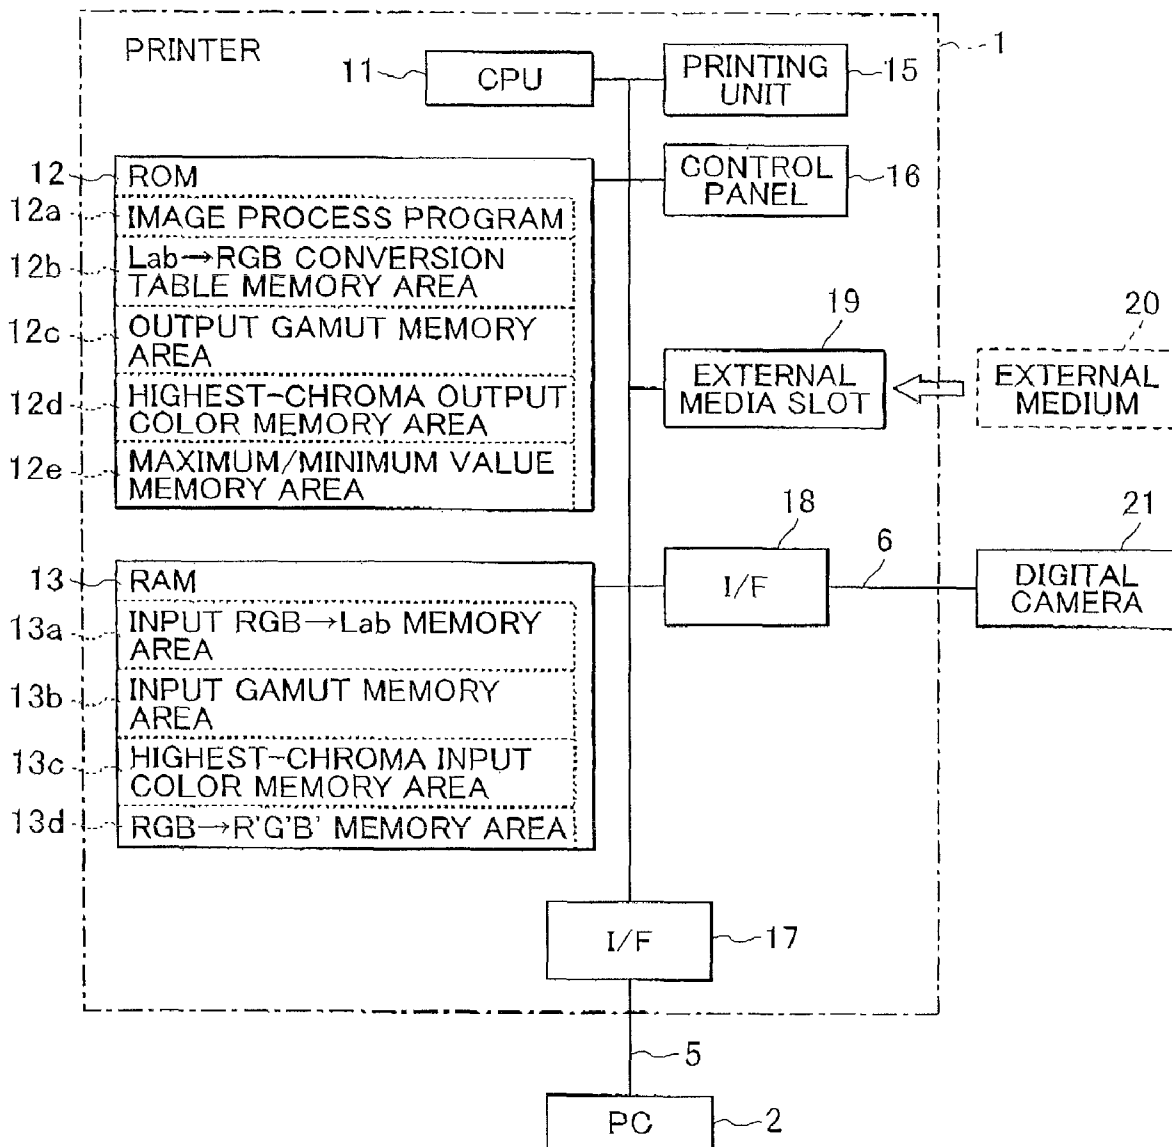 PRINTER
1
11
CPU
PRINTING
UNIT
15
12
ROM
CONTROL
PANEL
16
12a
IMAGE PROCESS PROGRAM
12b
Lab→RGB CONVERSION
TABLE MEMORY AREA
12c
OUTPUT GAMUT MEMORY
AREA
12d
HIGHEST-CHROMA OUTPUT
COLOR MEMORY AREA
12e
MAXIMUM/MINIMUM VALUE
MEMORY AREA
19
EXTERNAL
MEDIA SLOT
20
EXTERNAL
MEDIUM
13
RAM
13a
INPUT RGB→Lab MEMORY
AREA
13b
INPUT GAMUT MEMORY
AREA
13c
HIGHEST-CHROMA INPUT
COLOR MEMORY AREA
13d
RGB→R'G'B' MEMORY AREA
18
I/F
6
21
DIGITAL
CAMERA
I/F
17
5
PC
2